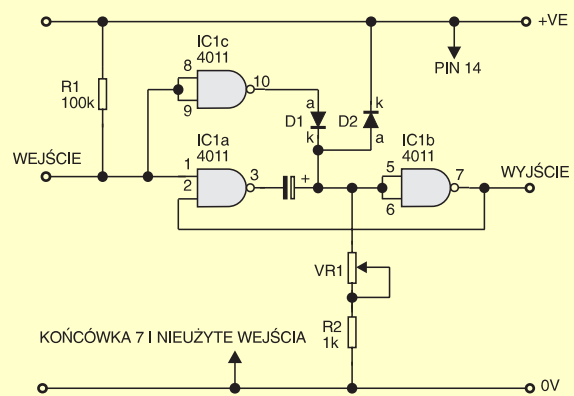 +VE
IC1c
4011
8
9
10
PIN 14
R1
100k
a
D1
k
k
D2
a
IC1a
4011
IC1b
4011
WEJŚCIE
1
2
3
+
5
6
7
WYJŚCIE
VR1
R2
1k
KOŃCÓWKA 7 I NIEUŻYTE WEJŚCIA
0V